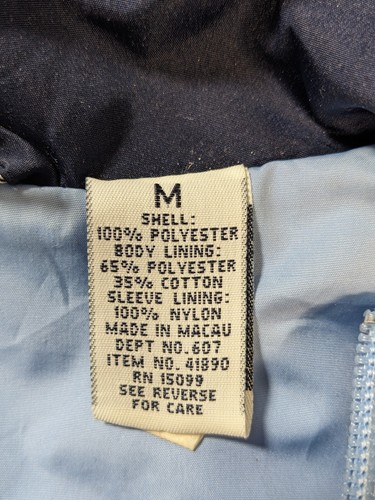 M
SHELL:
100% POLYESTER
BODY LINING:
65% POLYESTER
35% COTTON
SLEEVE LINING:
100% NYLON
MADE IN MACAU
DEPT NO. 607
ITEM NO. 41890
RN 15099
SEE REVERSE
FOR CARE